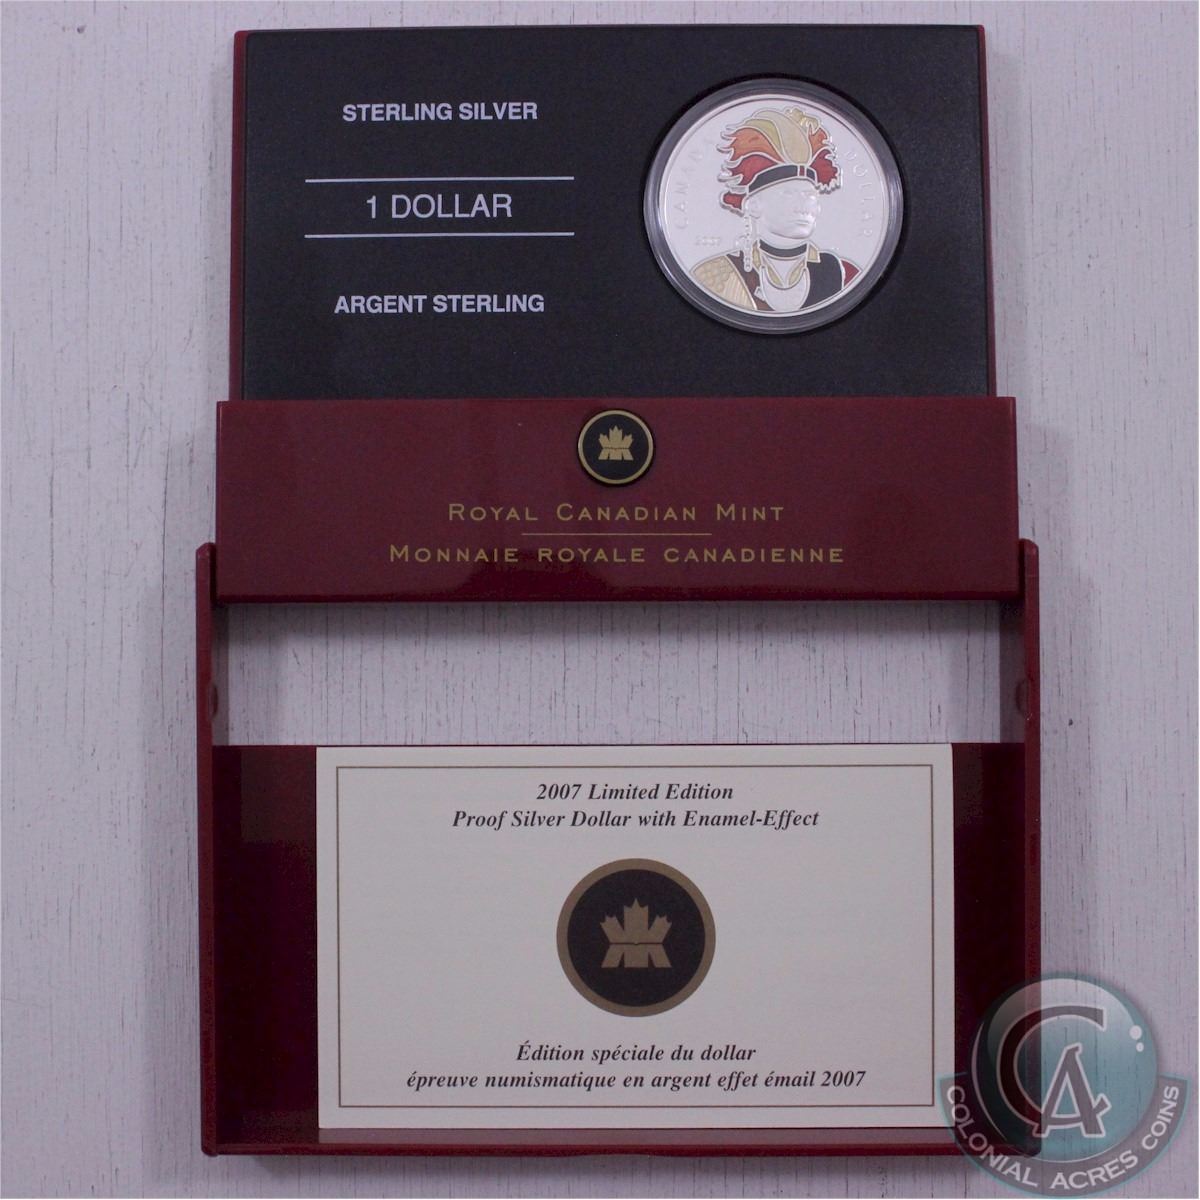 STERLING SILVER
1 DOLLAR
ARGENT STERLING
CANADA
DOLLAR
2007
ROYAL CANADIAN MINT
MONNAIE ROYALE CANADIENNE
2007 Limited Edition
Proof Silver Dollar with Enamel-Effect
Édition spéciale du dollar
épreuve numismatique en argent effet émail 2007
CA
COLONIAL ACRES COINS